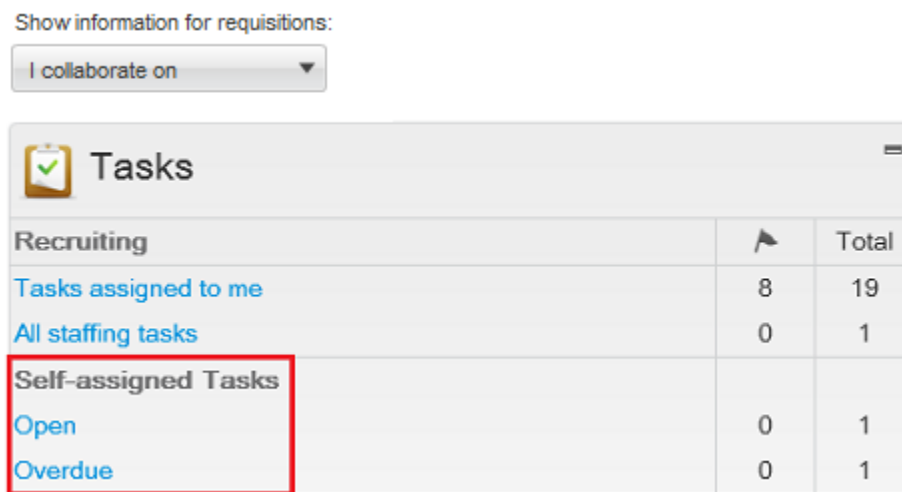 Show information for requisitions:
I collaborate on
Tasks
Recruiting Total
Tasks assigned to me 8 19
All staffing tasks 0 1
Self-assigned Tasks
Open 0 1
Overdue 0 1